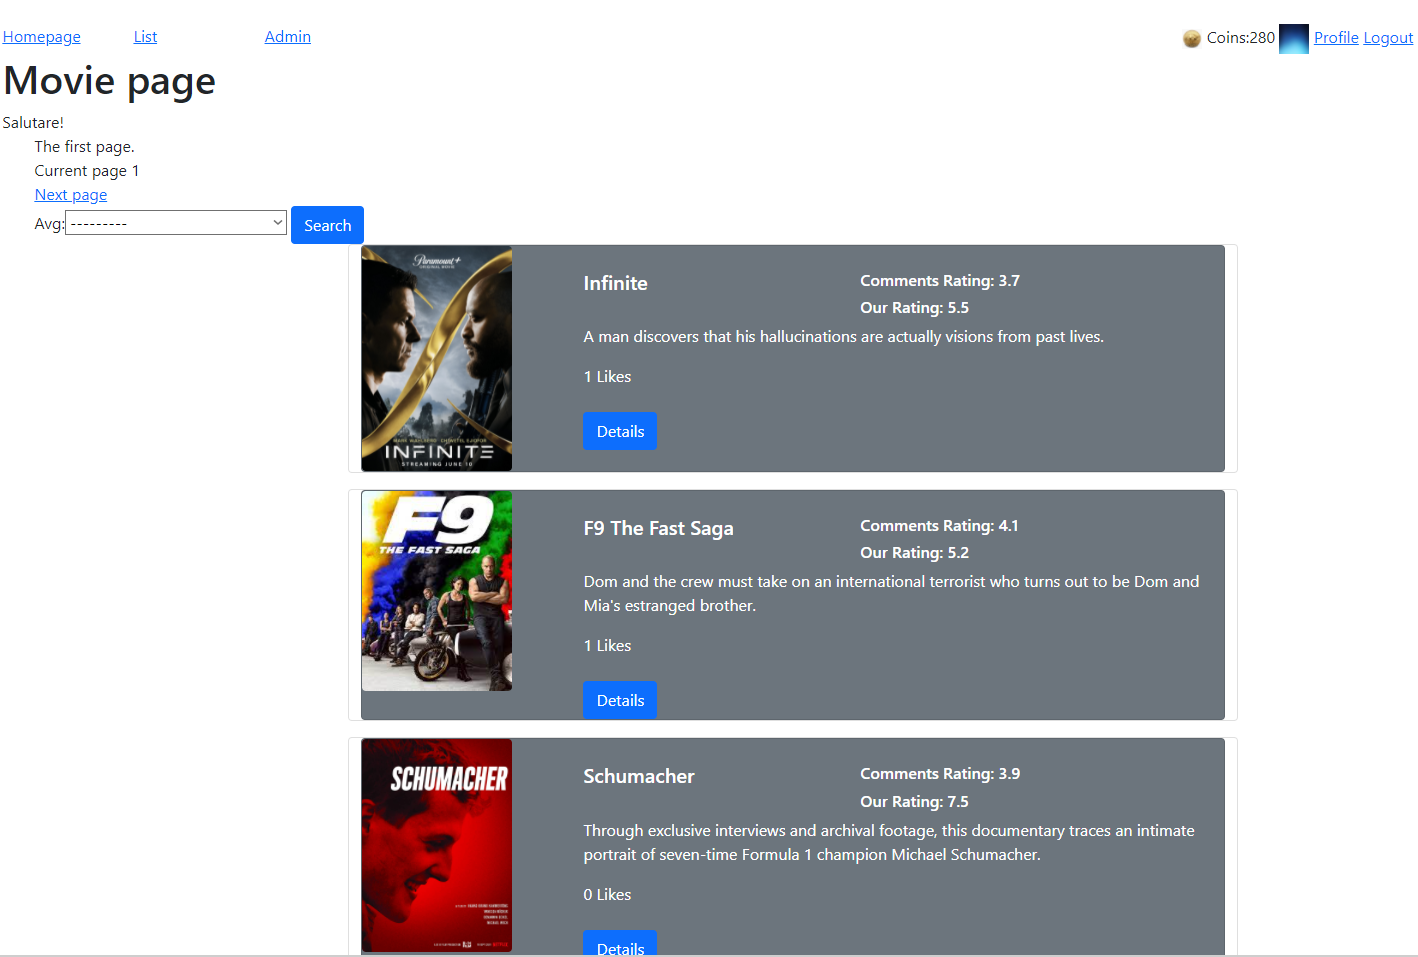 Homepage List Admin Coins:280 Profile Logout
Movie page
Salutare!
The first page.
Current page 1
Next page
Avg: --------- Search
Paramount+
INFINITE
STREAMING JUNE 10
Infinite
Comments Rating: 3.7
Our Rating: 5.5
A man discovers that his hallucinations are actually visions from past lives.
1 Likes
Details
F9
THE FAST SAGA
F9 The Fast Saga
Comments Rating: 4.1
Our Rating: 5.2
Dom and the crew must take on an international terrorist who turns out to be Dom and
Mia's estranged brother.
1 Likes
Details
SCHUMACHER
Schumacher
Comments Rating: 3.9
Our Rating: 7.5
Through exclusive interviews and archival footage, this documentary traces an intimate
portrait of seven-time Formula 1 champion Michael Schumacher.
0 Likes
Details